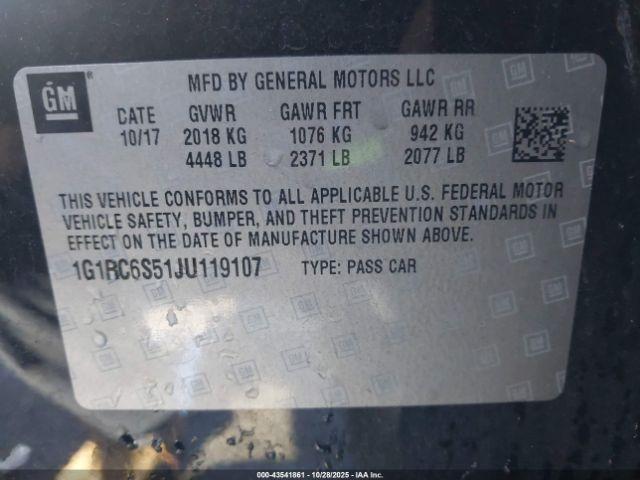 GM
MFD BY GENERAL MOTORS LLC
DATE GVWR GAWR FRT GAWR RR
10/17 2018 KG 1076 KG 942 KG
4448 LB 2371 LB 2077 LB
THIS VEHICLE CONFORMS TO ALL APPLICABLE U.S. FEDERAL MOTOR
VEHICLE SAFETY, BUMPER, AND THEFT PREVENTION STANDARDS IN
EFFECT ON THE DATE OF MANUFACTURE SHOWN ABOVE.
1G1RC6S51JU119107 TYPE: PASS CAR
000-43541861 | 10/28/2025 | © IAA Holdings, LLC